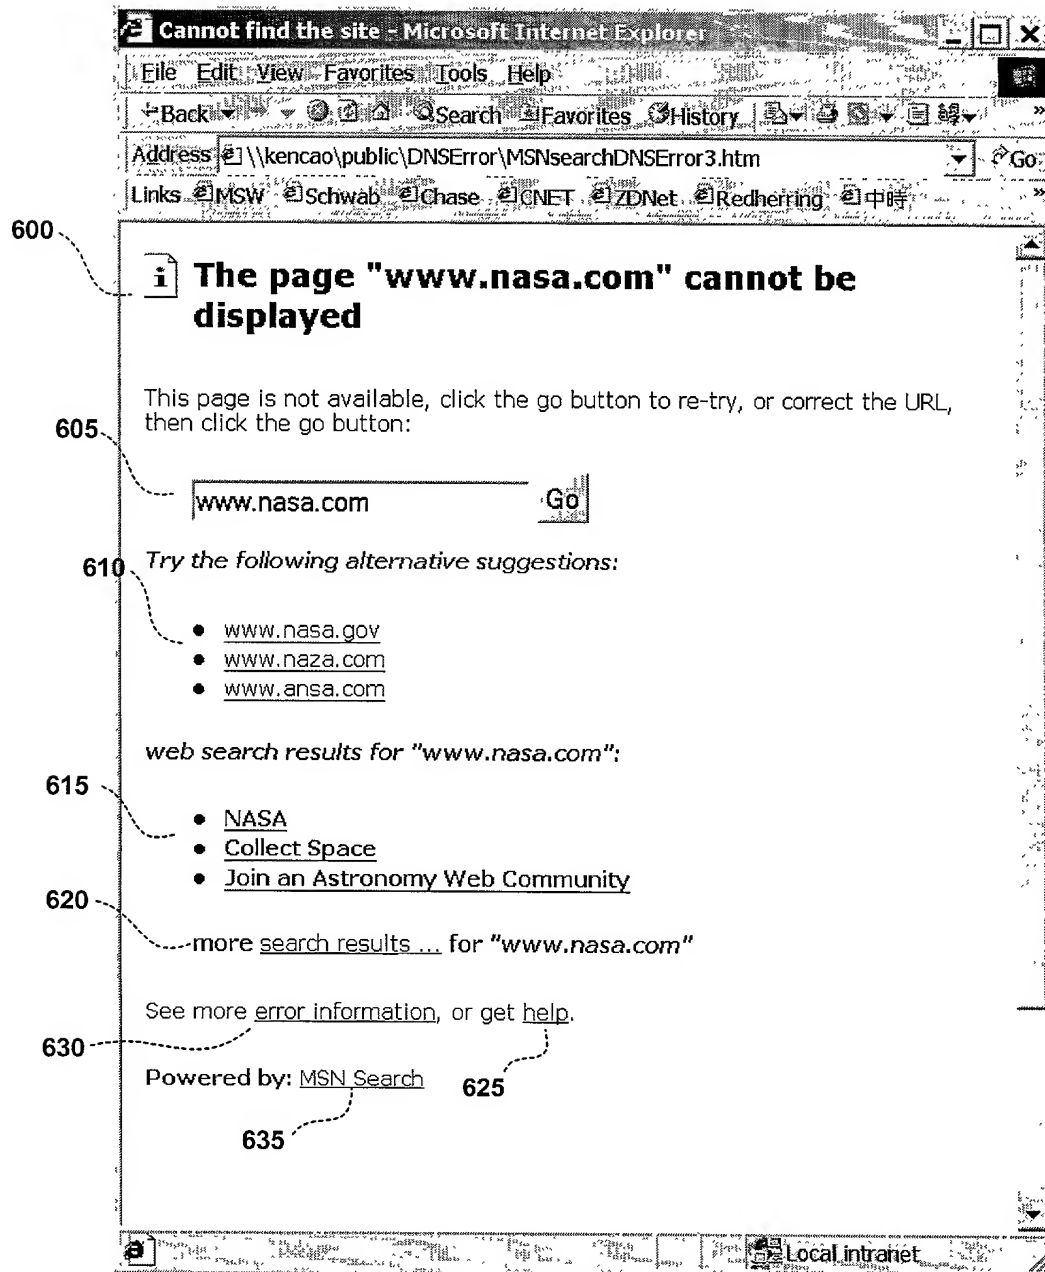 Cannot find the site - Microsoft Internet Explorer
File Edit View Favorites Tools Help
Back Search Favorites History »
Address \\kencao\public\DNSError\MSNsearchDNSError3.htm Go
Links MSW Schwab Chase CNET ZDNet Redherring 中時 »
600
The page "www.nasa.com" cannot be
displayed
This page is not available, click the go button to re-try, or correct the URL,
then click the go button:
605
www.nasa.com Go
610
Try the following alternative suggestions:
• www.nasa.gov
• www.naza.com
• www.ansa.com
web search results for "www.nasa.com":
615
• NASA
• Collect Space
• Join an Astronomy Web Community
620
more search results ... for "www.nasa.com"
See more error information, or get help.
630
Powered by: MSN Search
625
635
Local intranet